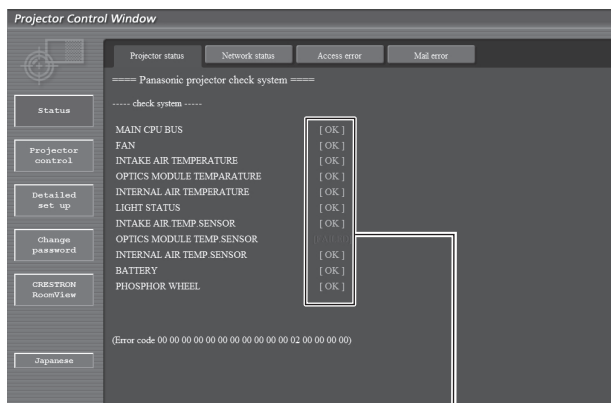 Projector Control Window
Projector status
Network status
Access error
Mail error
==== Panasonic projector check system ====
----- check system -----
MAIN CPU BUS [ OK ]
FAN [ OK ]
INTAKE AIR TEMPERATURE [ OK ]
OPTICS MODULE TEMPARATURE [ OK ]
INTERNAL AIR TEMPERATURE [ OK ]
LIGHT STATUS [ OK ]
INTAKE AIR.TEMP.SENSOR [ OK ]
OPTICS MODULE TEMP.SENSOR
INTERNAL AIR TEMP.SENSOR [ OK ]
BATTERY [ OK ]
PHOSPHOR WHEEL [ OK ]
(Error code 00 00 00 00 00 00 00 00 00 00 02 00 00 00 00)
Status
Projector
control
Detailed
set up
Change
password
CRESTRON
RoomView
Japanese